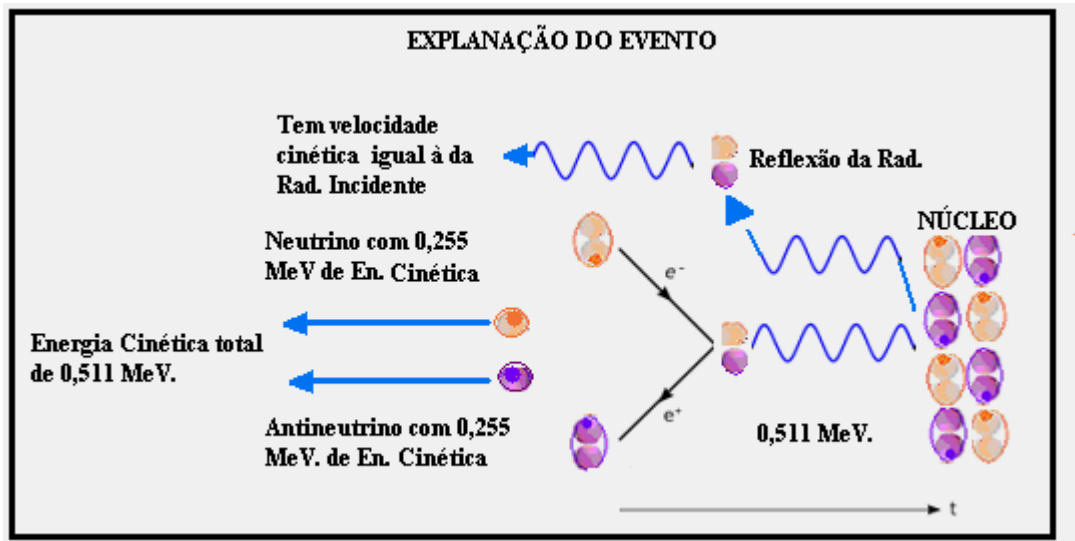 EXPLANAÇÃO DO EVENTO
Tem velocidade
cinética igual à da
Rad. Incidente
Reflexão da Rad.
NÚCLEO
Neutrino com 0,255
MeV de En. Cinética
e⁻
Energia Cinética total
de 0,511 MeV.
e⁺
Antineutrino com 0,255
MeV. de En. Cinética
0,511 MeV.
t